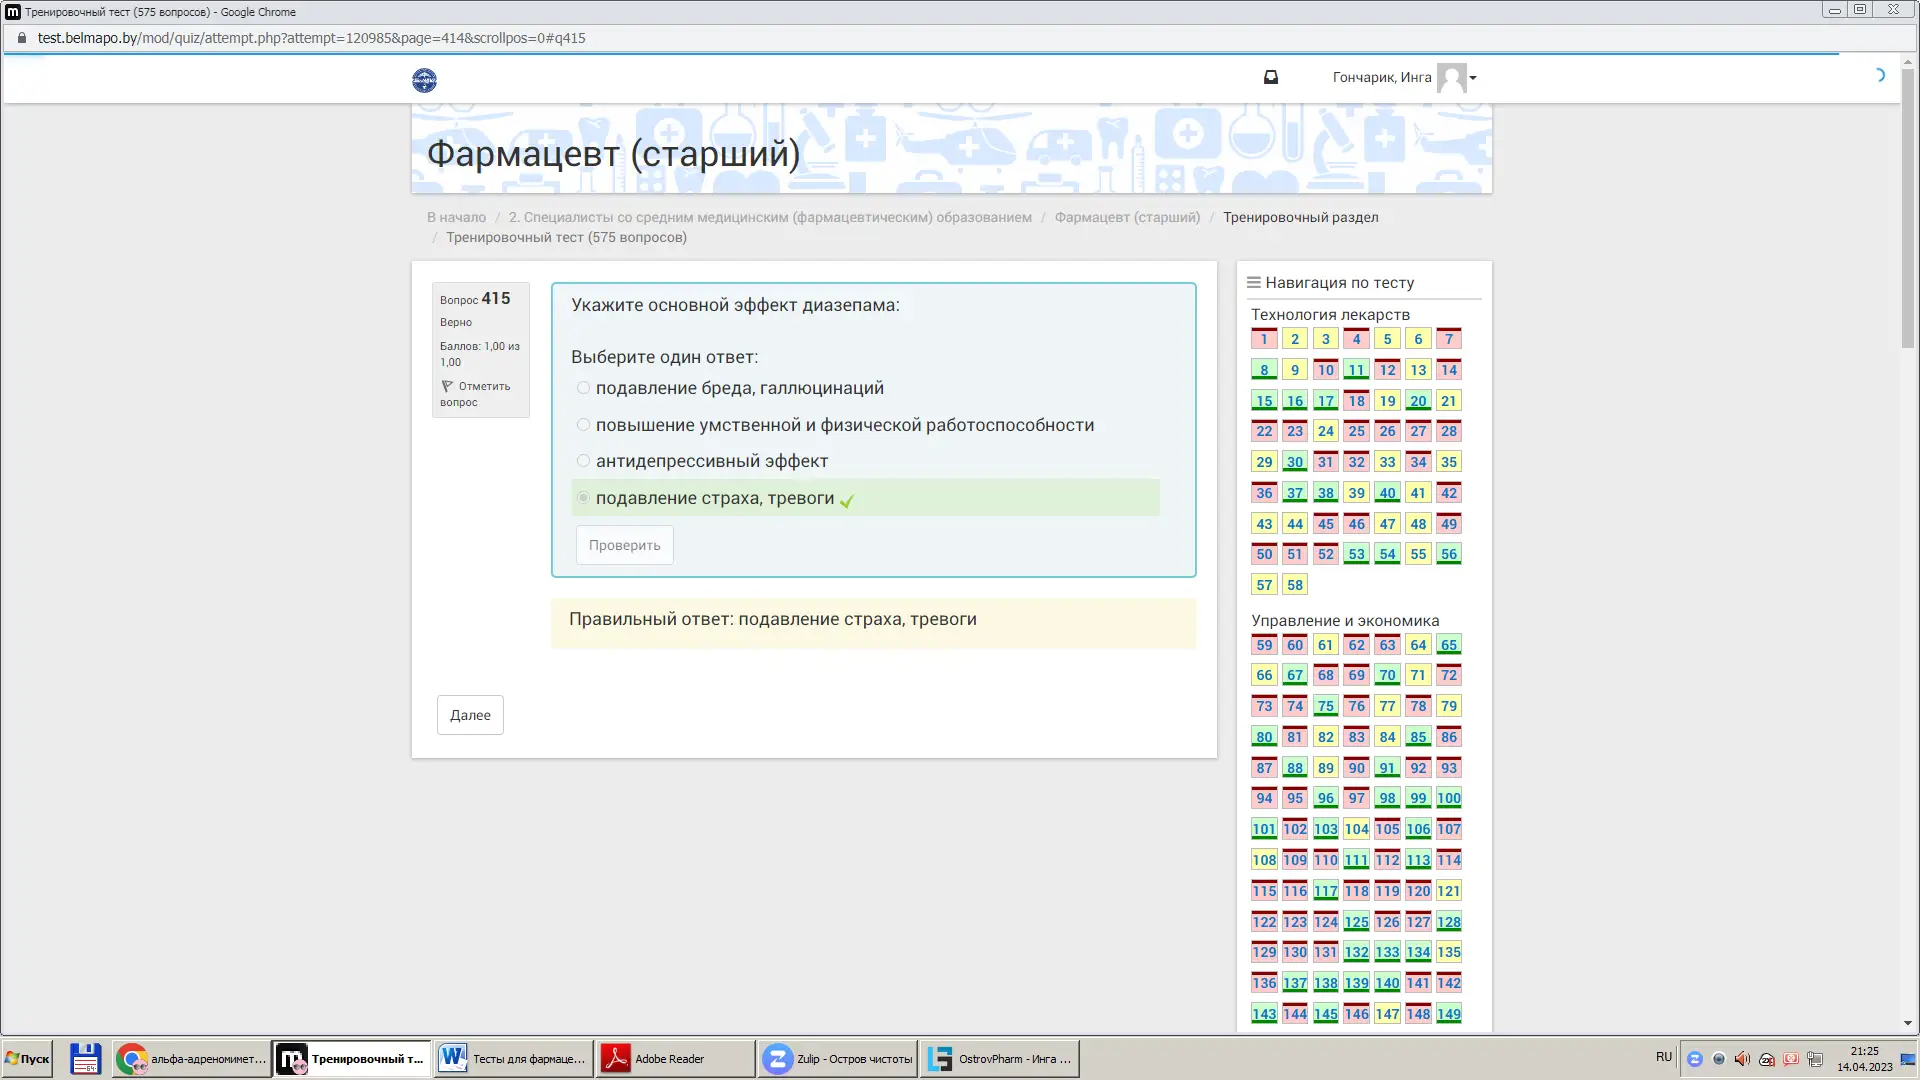 Тренировочный тест (575 вопросов) - Google Chrome
test.belmapo.by/mod/quiz/attempt.php?attempt=120985&page=414&scrollpos=0#q415
Гончарик, Инга
Фармацевт (старший)
В начало / 2. Специалисты со средним медицинским (фармацевтическим) образованием / Фармацевт (старший) / Тренировочный раздел
/ Тренировочный тест (575 вопросов)
Вопрос 415
Верно
Баллов: 1,00 из
1,00
Отметить
вопрос
Укажите основной эффект диазепама:
Выберите один ответ:
подавление бреда, галлюцинаций
повышение умственной и физической работоспособности
антидепрессивный эффект
подавление страха, тревоги
Проверить
Правильный ответ: подавление страха, тревоги
Далее
Навигация по тесту
Технология лекарств
1 2 3 4 5 6 7
8 9 10 11 12 13 14
15 16 17 18 19 20 21
22 23 24 25 26 27 28
29 30 31 32 33 34 35
36 37 38 39 40 41 42
43 44 45 46 47 48 49
50 51 52 53 54 55 56
57 58
Управление и экономика
59 60 61 62 63 64 65
66 67 68 69 70 71 72
73 74 75 76 77 78 79
80 81 82 83 84 85 86
87 88 89 90 91 92 93
94 95 96 97 98 99 100
101 102 103 104 105 106 107
108 109 110 111 112 113 114
115 116 117 118 119 120 121
122 123 124 125 126 127 128
129 130 131 132 133 134 135
136 137 138 139 140 141 142
143 144 145 146 147 148 149
Пуск
альфа-адреномимет...
Тренировочный т...
Тесты для фармаце...
Adobe Reader
Zulip - Остров чистоты
OstrovPharm - Инга ...
RU
21:25
14.04.2023